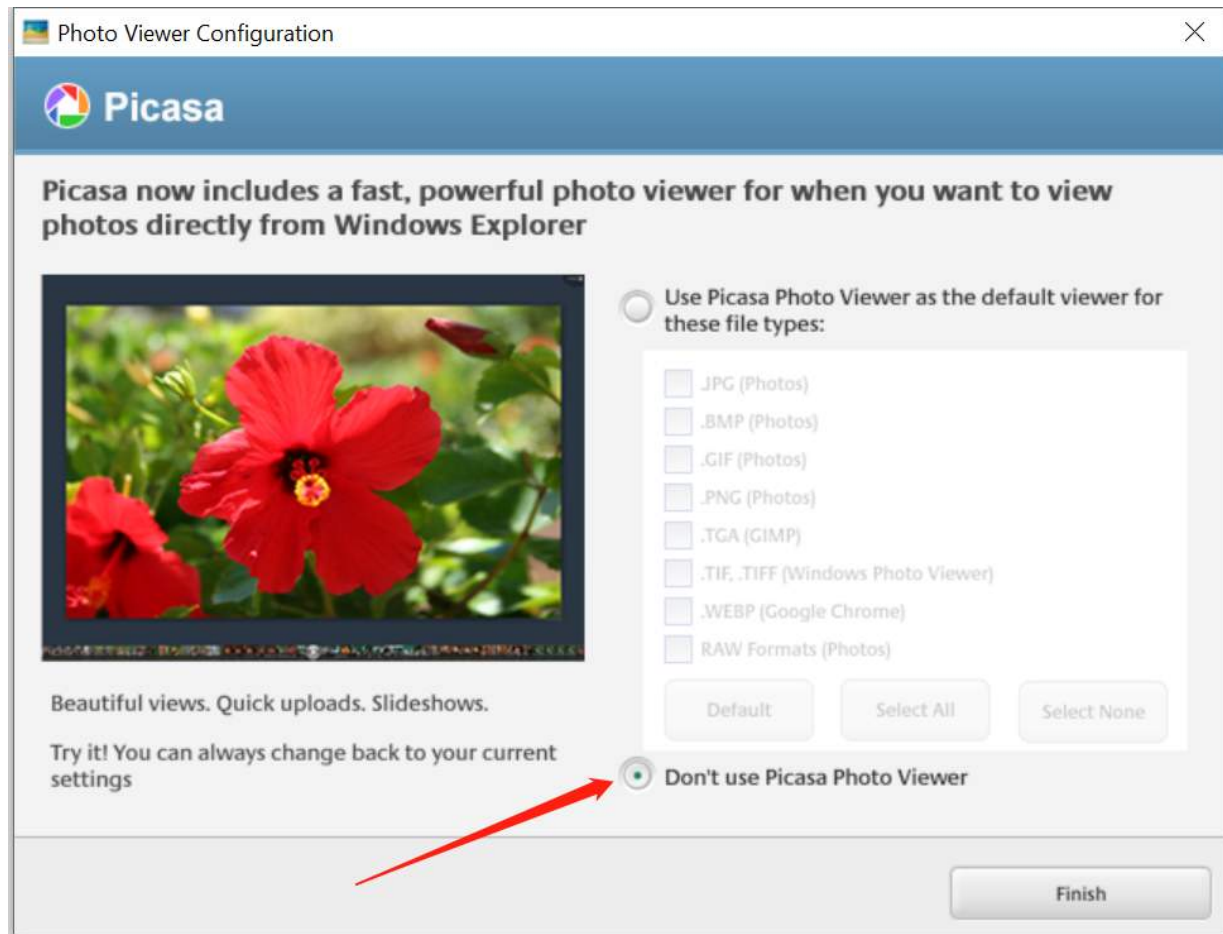 Photo Viewer Configuration
Picasa
Picasa now includes a fast, powerful photo viewer for when you want to view
photos directly from Windows Explorer
Use Picasa Photo Viewer as the default viewer for
these file types:
.JPG (Photos)
.BMP (Photos)
.GIF (Photos)
.PNG (Photos)
.TGA (GIMP)
.TIF, .TIFF (Windows Photo Viewer)
.WEBP (Google Chrome)
RAW Formats (Photos)
Default Select All Select None
Beautiful views. Quick uploads. Slideshows.
Try it! You can always change back to your current
settings
Don't use Picasa Photo Viewer
Finish